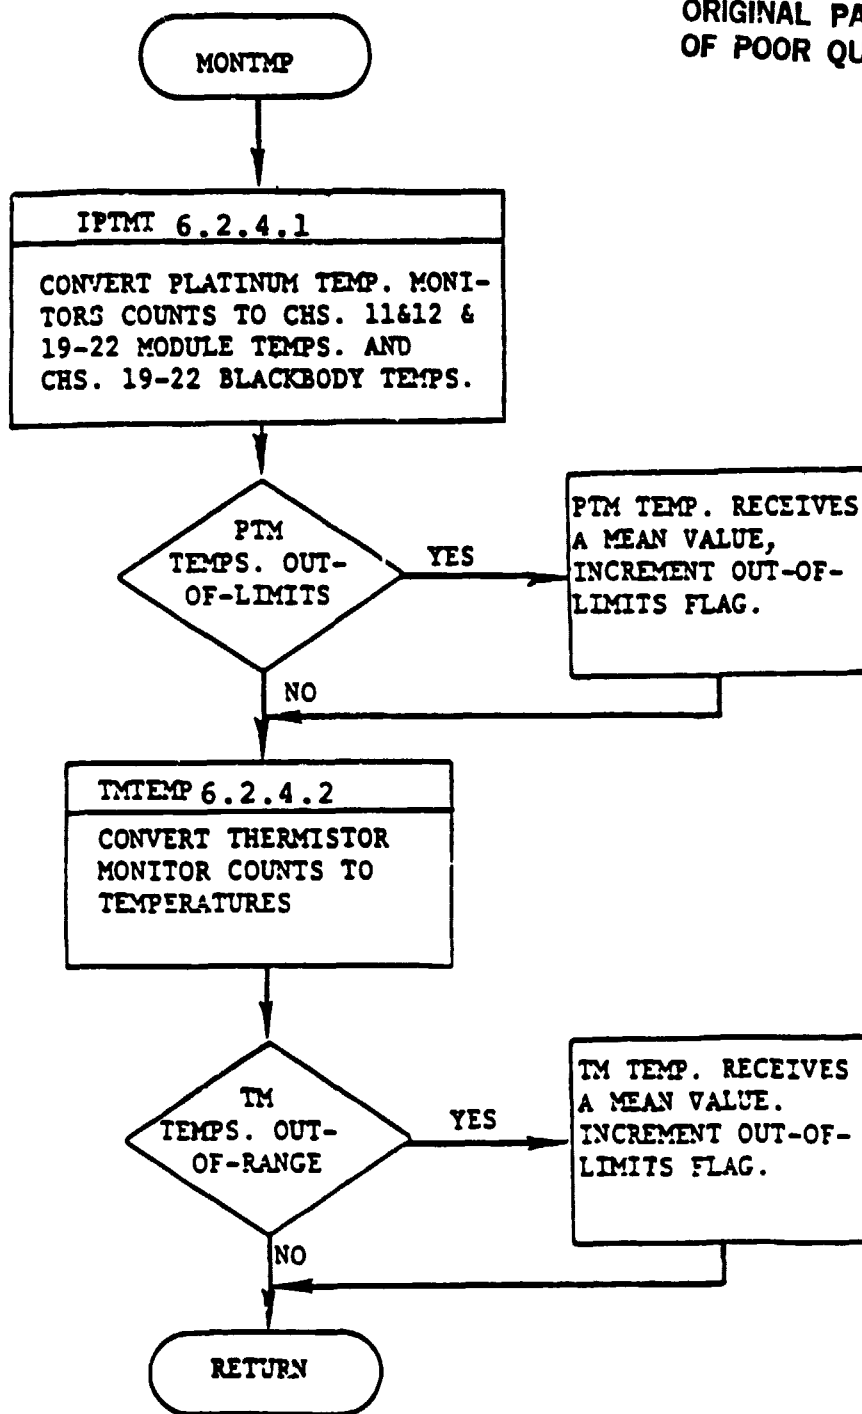 ORIGINAL PA
OF POOR QU
MONTMP
IPTMT 6.2.4.1
CONVERT PLATINUM TEMP. MONI-
TORS COUNTS TO CHS. 11&12 &
19-22 MODULE TEMPS. AND
CHS. 19-22 BLACKBODY TEMPS.
PTM
TEMPS. OUT-
OF-LIMITS
YES
PTM TEMP. RECEIVES
A MEAN VALUE,
INCREMENT OUT-OF-
LIMITS FLAG.
NO
TMTEMP 6.2.4.2
CONVERT THERMISTOR
MONITOR COUNTS TO
TEMPERATURES
TM
TEMPS. OUT-
OF-RANGE
YES
TM TEMP. RECEIVES
A MEAN VALUE.
INCREMENT OUT-OF-
LIMITS FLAG.
NO
RETURN